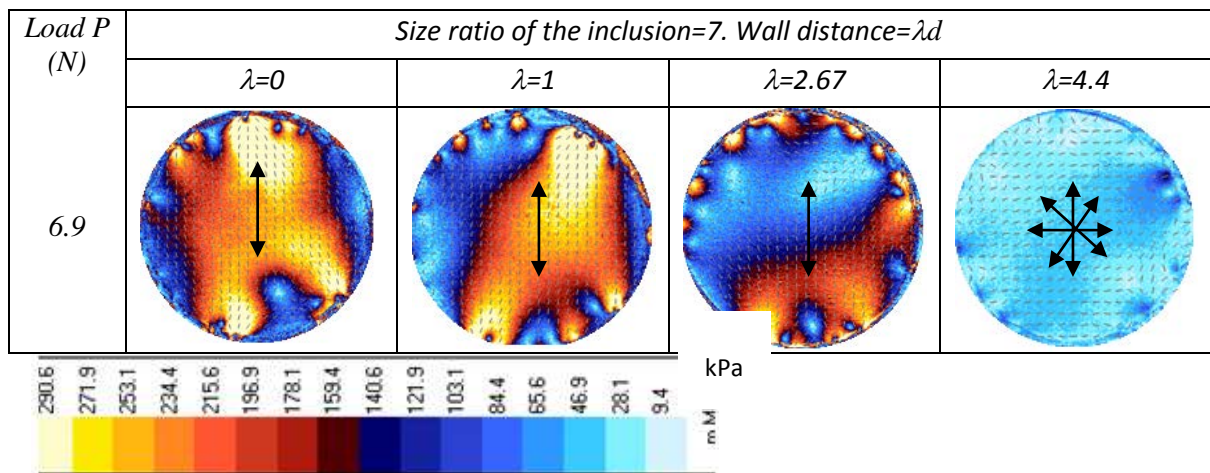 Load P
(N)
Size ratio of the inclusion=7. Wall distance=λd
λ=0
λ=1
λ=2.67
λ=4.4
6.9
kPa
290.6
271.9
253.1
234.4
215.6
196.9
178.1
159.4
140.6
121.9
103.1
84.4
65.6
46.9
28.1
9.4